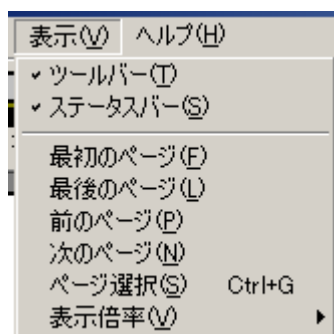 表示(V) ヘルプ(H)
ツールバー(T)
ステータスバー(S)
最初のページ(F)
最後のページ(L)
前のページ(P)
次のページ(N)
ページ選択(S) Ctrl+G
表示倍率(V)